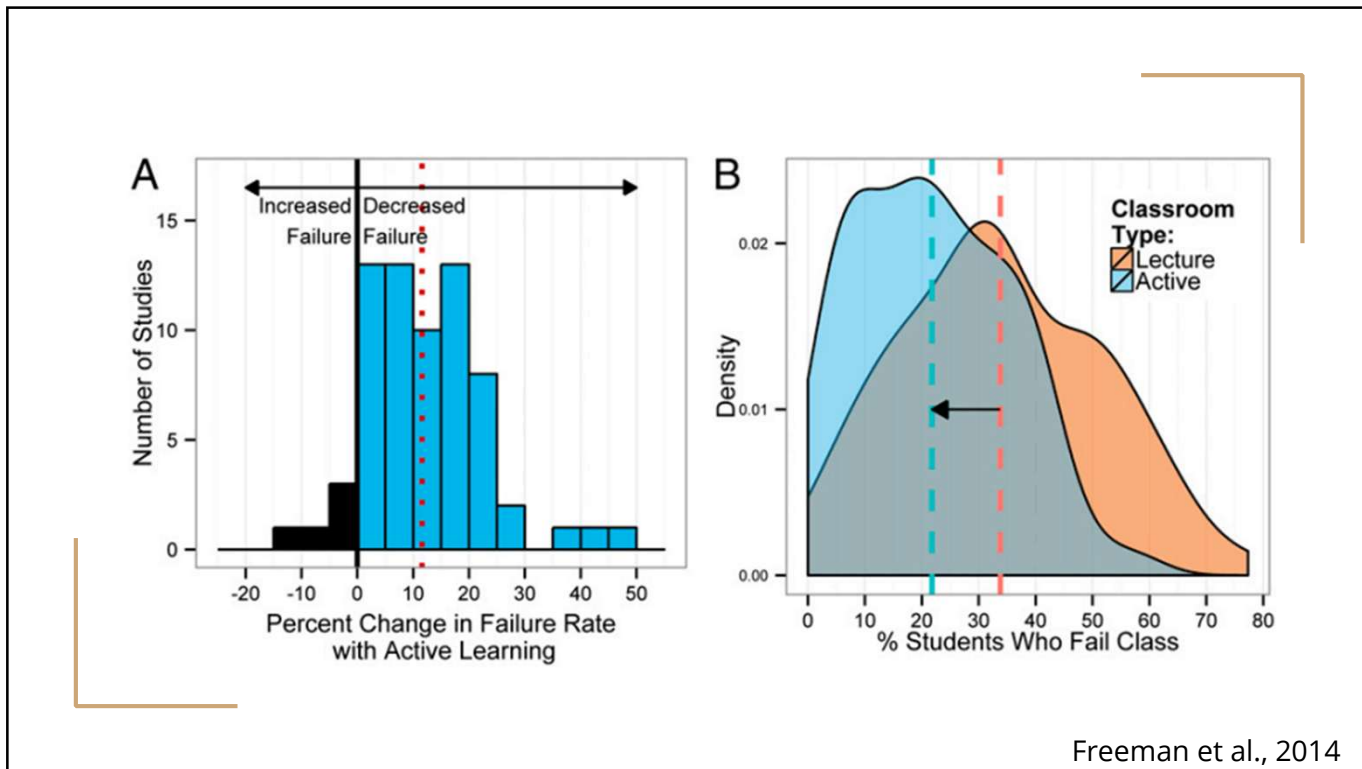 A
Increased Decreased
Failure Failure
15
10
5
0
Number of Studies
-20 -10 0 10 20 30 40 50
Percent Change in Failure Rate
with Active Learning
B
Classroom
Type:
Lecture
Active
0.02
0.01
0.00
Density
0 10 20 30 40 50 60 70 80
% Students Who Fail Class
Freeman et al., 2014